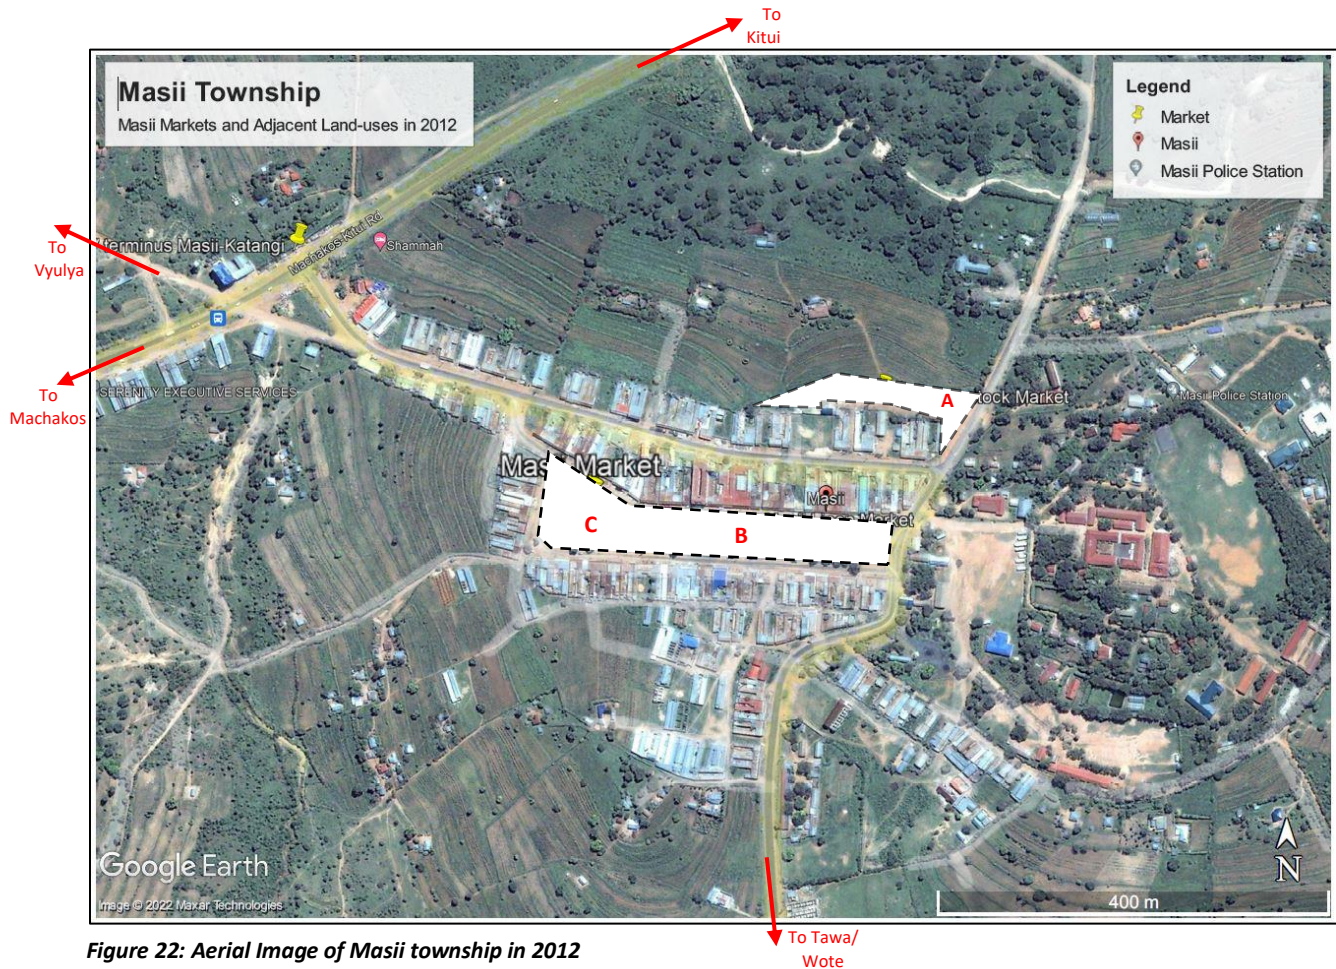 To
Kitui
Masii Township
Masii Markets and Adjacent Land-uses in 2012
Legend
Market
Masii
Masii Police Station
To
Vyulya
terminus Masii-Katangi
Machakos Kitui Rd
Shammah
To
Machakos
SERENITY EXECUTIVE SERVICES
A
tock Market
Masii Police Station
Mas Market
Masii
Market
C
B
Google Earth
Image © 2022 Maxar Technologies
N
400 m
Figure 22: Aerial Image of Masii township in 2012
To Tawa/
Wote